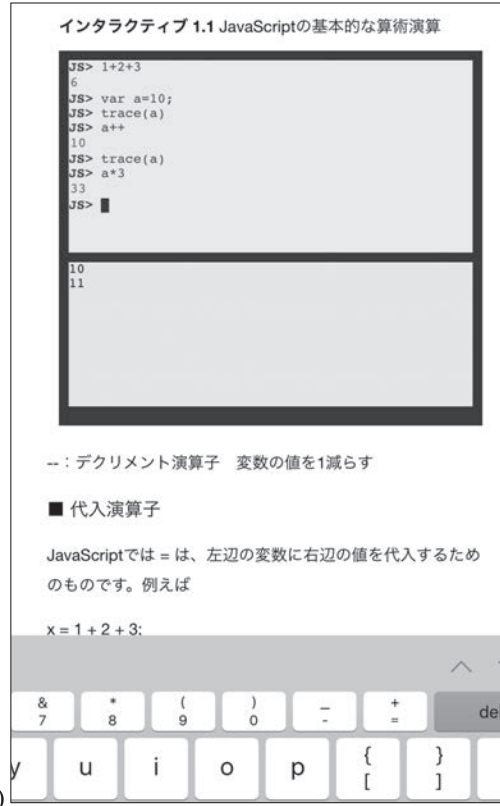 インタラクティブ 1.1 JavaScriptの基本的な算術演算
JS> 1+2+3
6
JS> var a=10;
JS> trace(a)
JS> a++
10
JS> trace(a)
JS> a*3
33
JS>
10
11
--：デクリメント演算子　変数の値を1減らす
■ 代入演算子
JavaScriptでは = は、左辺の変数に右辺の値を代入するため
のものです。例えば
x = 1 + 2 + 3;
& * ( ) _ +
7 8 9 0 - = de
y u i o p { }
[ ]
)